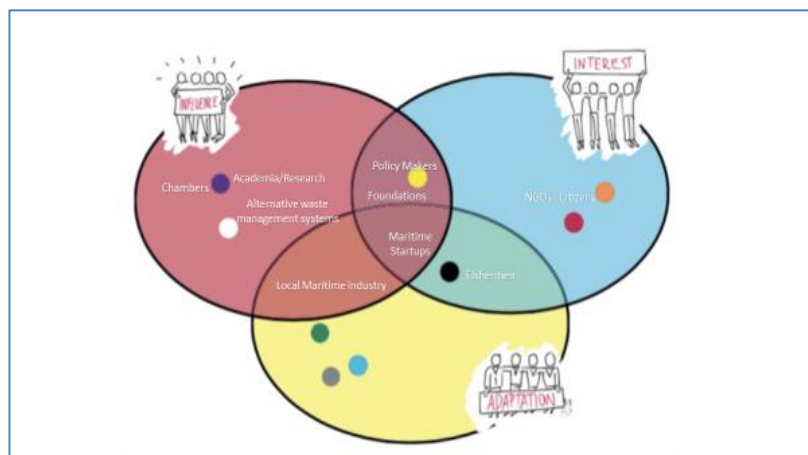 INFLUENCE
INTEREST
Policy Makers
Chambers
Academia/Research
Foundations
NGOs
Citizens
Alternative waste
management systems
Maritime
Startups
Fishermen
Local Maritime Industry
ADAPTATION